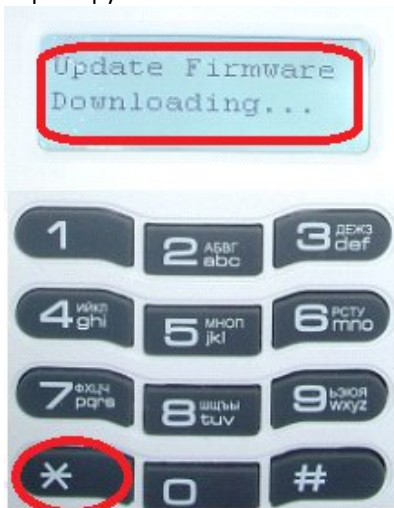 Update Firmware
Downloading...
1
2 АБВГ
abc
3 ДЕЖЗ
def
4 ИЙКЛ
ghi
5 МНОП
jkl
6 РСТУ
mno
7 ФХЦЧ
pqrs
8 ШЩЪЫ
tuv
9 ЬЭЮЯ
wxyz
* 0 #